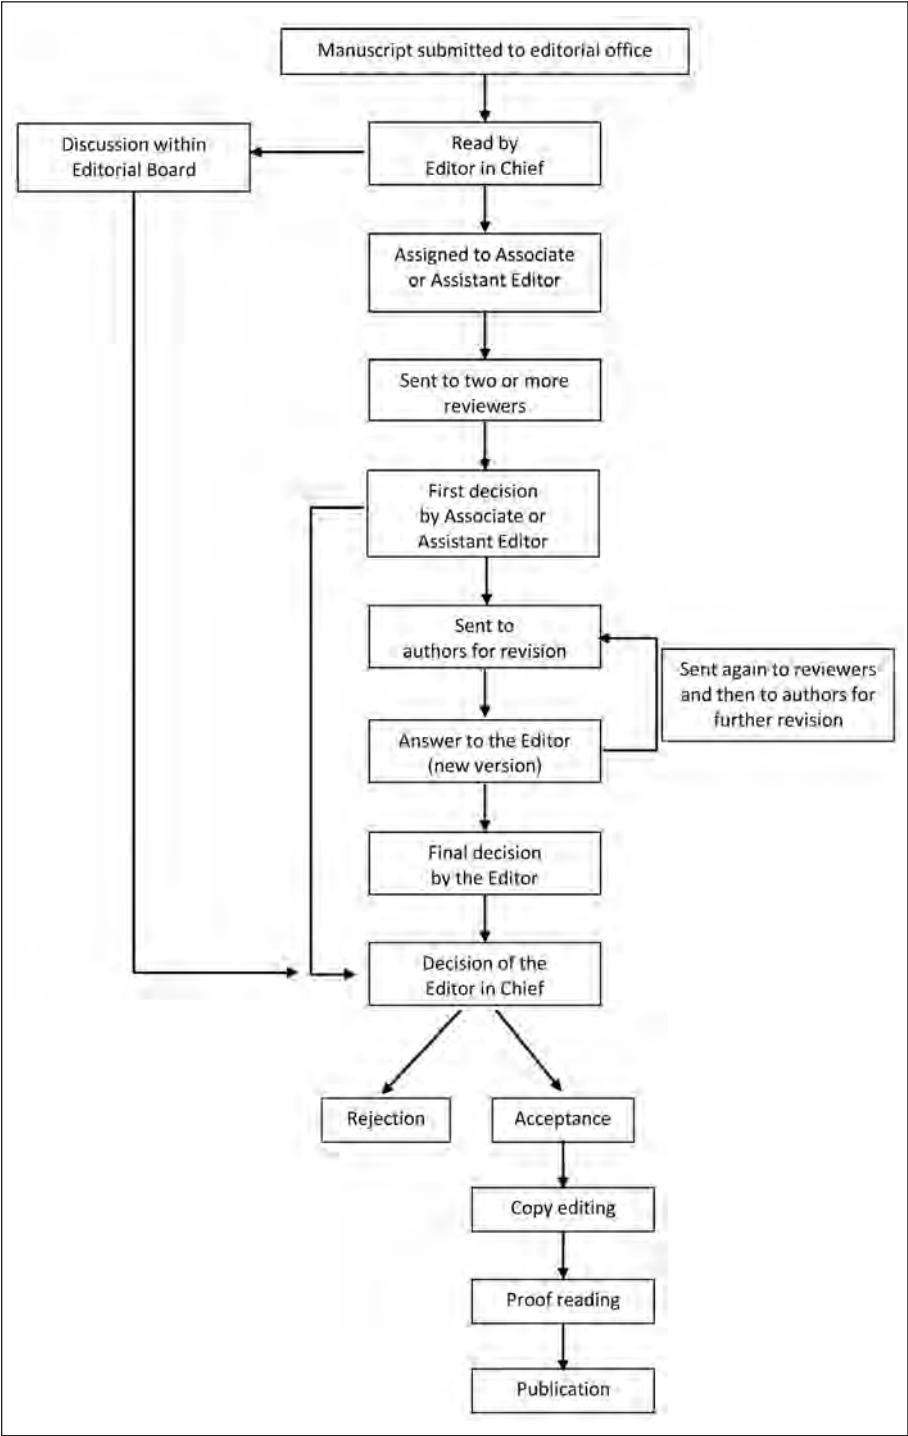 Manuscript submitted to editorial office
Read by
Editor in Chief
Discussion within
Editorial Board
Assigned to Associate
or Assistant Editor
Sent to two or more
reviewers
First decision
by Associate or
Assistant Editor
Sent to
authors for revision
Sent again to reviewers
and then to authors for
further revision
Answer to the Editor
(new version)
Final decision
by the Editor
Decision of the
Editor in Chief
Rejection
Acceptance
Copy editing
Proof reading
Publication